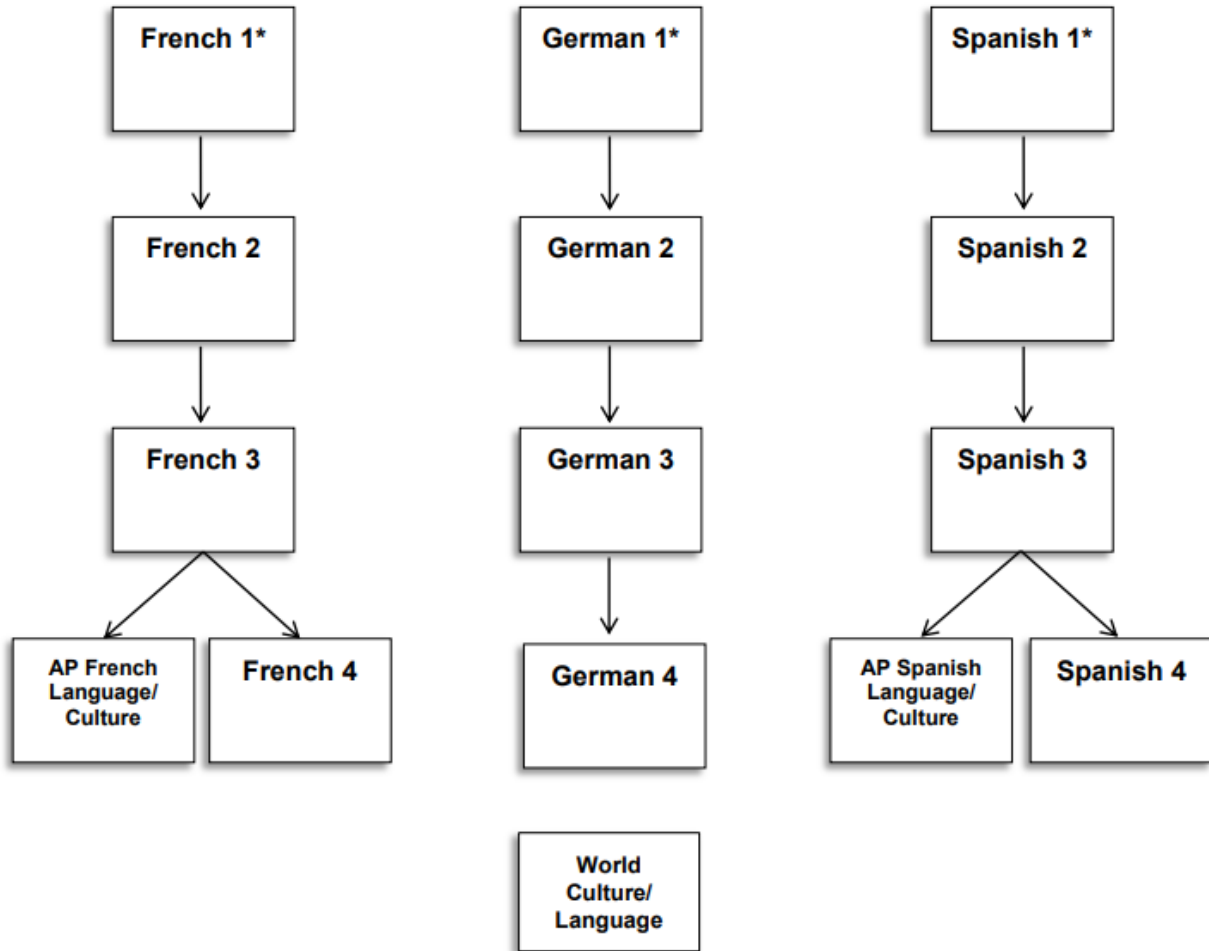 French 1*
German 1*
Spanish 1*
French 2
German 2
Spanish 2
French 3
German 3
Spanish 3
AP French
Language/
Culture
French 4
German 4
AP Spanish
Language/
Culture
Spanish 4
World
Culture/
Language